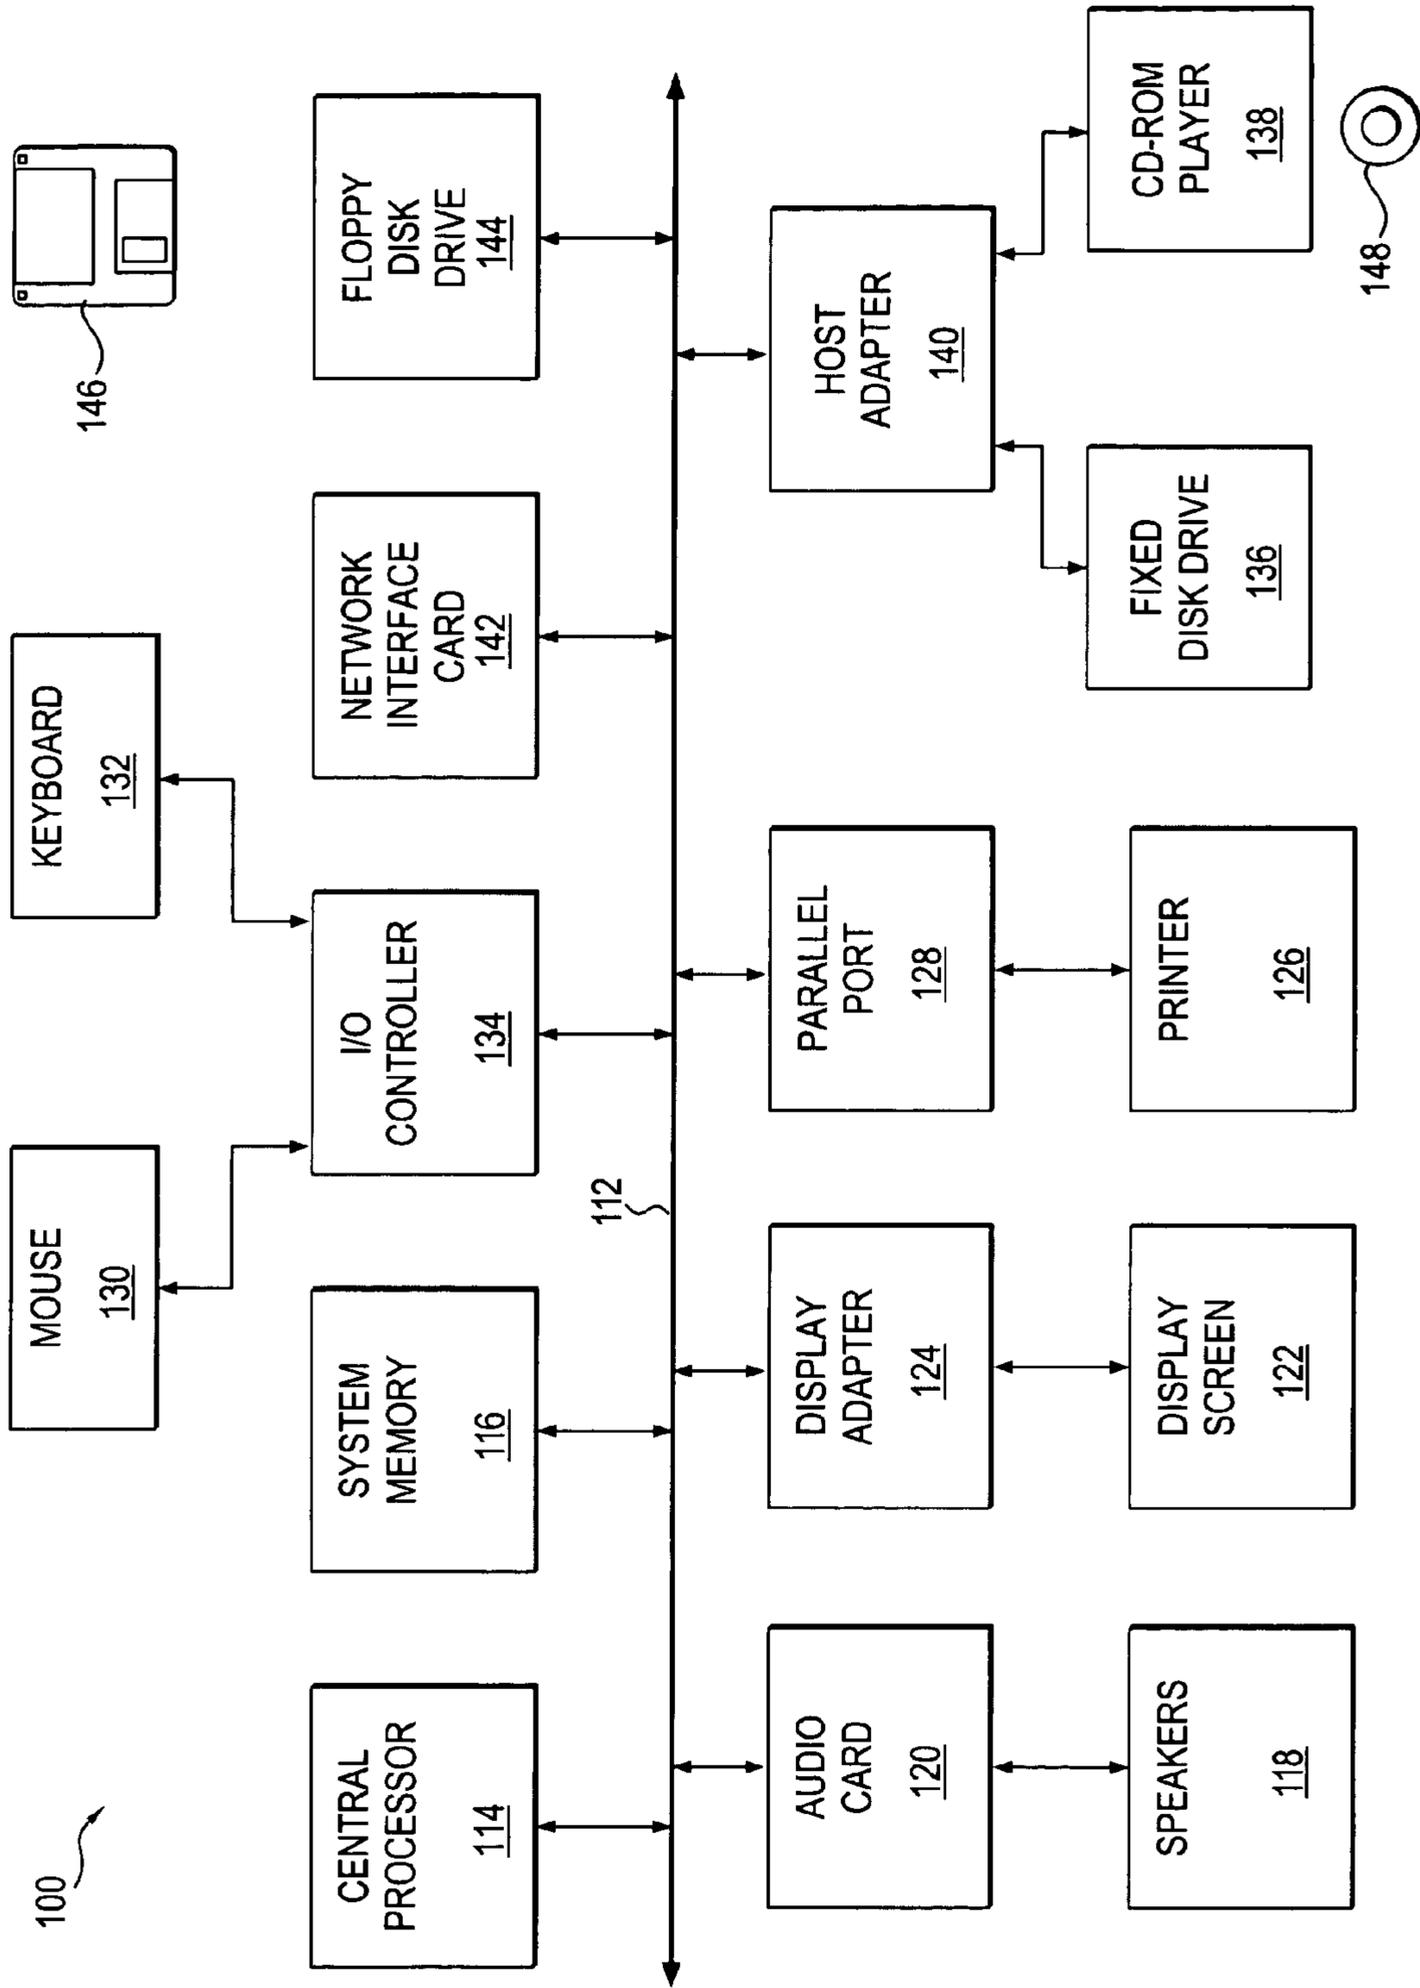 100
MOUSE
130
KEYBOARD
132
146
CENTRAL
PROCESSOR
114
SYSTEM
MEMORY
116
I/O
CONTROLLER
134
NETWORK
INTERFACE
CARD
142
FLOPPY
DISK
DRIVE
144
112
AUDIO
CARD
120
DISPLAY
ADAPTER
124
PARALLEL
PORT
128
HOST
ADAPTER
140
SPEAKERS
118
DISPLAY
SCREEN
122
PRINTER
126
FIXED
DISK DRIVE
136
CD-ROM
PLAYER
138
148